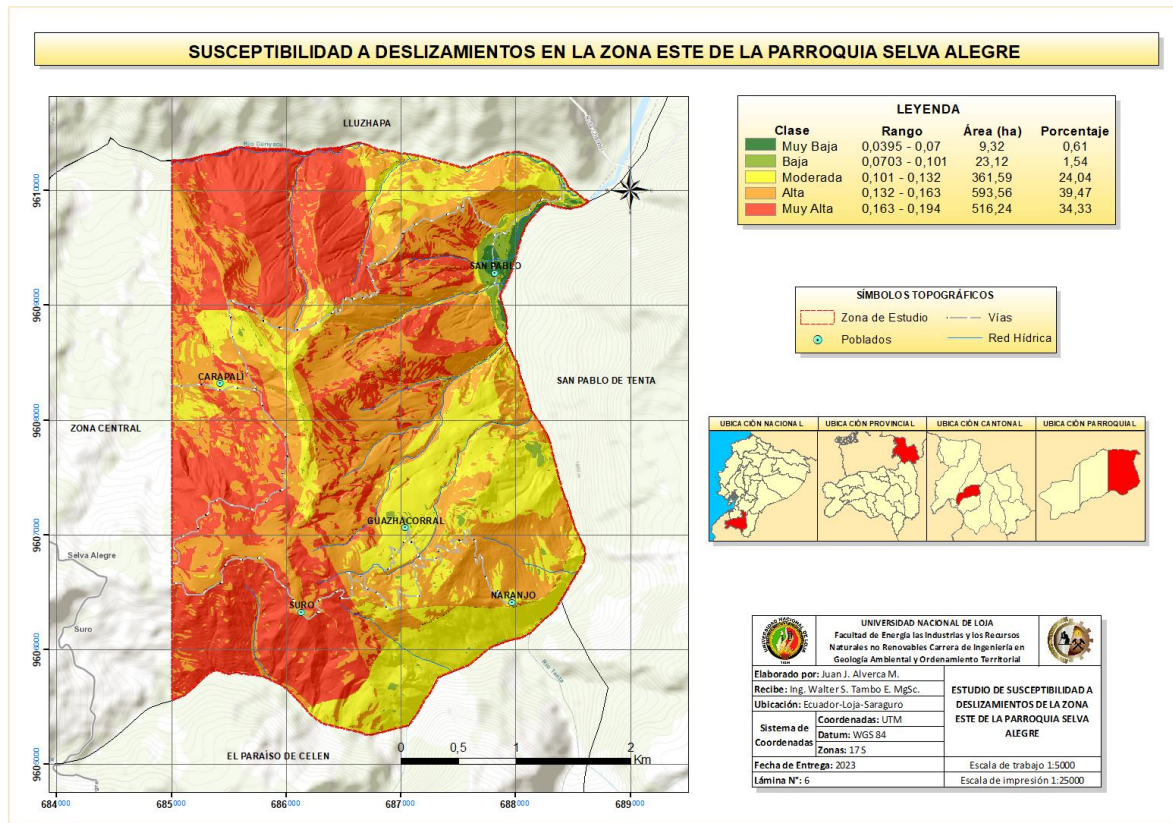 SUSCEPTIBILIDAD A DESLIZAMIENTOS EN LA ZONA ESTE DE LA PARROQUIA SELVA ALEGRE
LLUZHAPA
SAN PABLO
CARAPALÍ
SAN PABLO DE TENTA
ZONA CENTRAL
GUAZHACORRAL
Selva Alegre
NARANJO
SURO
Suro
Río Tenta
EL PARAÍSO DE CELEN
0 0,5 1 2
Km
9610000
9609000
9608000
9607000
9606000
684000 685000 686000 687000 688000 689000
LEYENDA
Clase Rango Área (ha) Porcentaje
Muy Baja 0,0395 - 0,07 9,32 0,61
Baja 0,0703 - 0,101 23,12 1,54
Moderada 0,101 - 0,132 361,59 24,04
Alta 0,132 - 0,163 593,56 39,47
Muy Alta 0,163 - 0,194 516,24 34,33
SÍMBOLOS TOPOGRÁFICOS
Zona de Estudio Vías
Poblados Red Hídrica
UBICACIÓN NACIONAL UBICACIÓN PROVINCIAL UBICACIÓN CANTONAL UBICACIÓN PARROQUIAL
UNIVERSIDAD NACIONAL DE LOJA
Facultad de Energía las Industrias y los Recursos
Naturales no Renovables Carrera de Ingeniería en
Geología Ambiental y Ordenamiento Territorial
Elaborado por: Juan J. Alverca M.
Recibe: Ing. Walter S. Tambo E. MgSc.
Ubicación: Ecuador-Loja-Saraguro
Sistema de
Coordenadas
Coordenadas: UTM
Datum: WGS 84
Zonas: 17 S
Fecha de Entrega: 2023
Lámina N°: 6
ESTUDIO DE SUSCEPTIBILIDAD A
DESLIZAMIENTOS DE LA ZONA
ESTE DE LA PARROQUIA SELVA
ALEGRE
Escala de trabajo 1:5000
Escala de impresión 1:25000